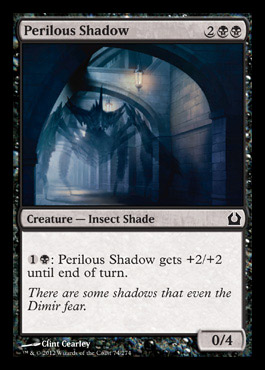 Perilous Shadow 2
Creature — Insect Shade
1 : Perilous Shadow gets +2/+2
until end of turn.
There are some shadows that even the
Dimir fear.
Clint Cearley
™ & © 2012 Wizards of the Coast 74/274
0/4